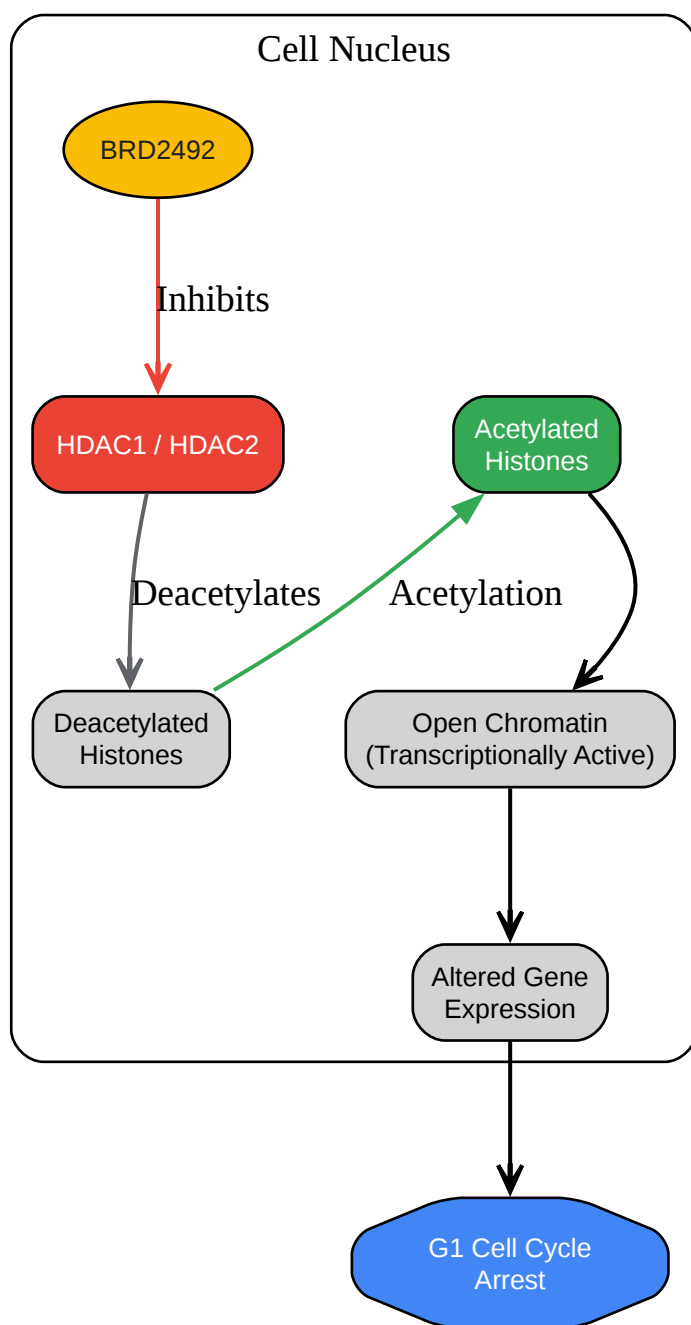 Cell Nucleus
BRD2492
Inhibits
HDAC1 / HDAC2
Acetylated
Histones
Deacetylates
Acetylation
Deacetylated
Histones
Open Chromatin
(Transcriptionally Active)
Altered Gene
Expression
G1 Cell Cycle
Arrest